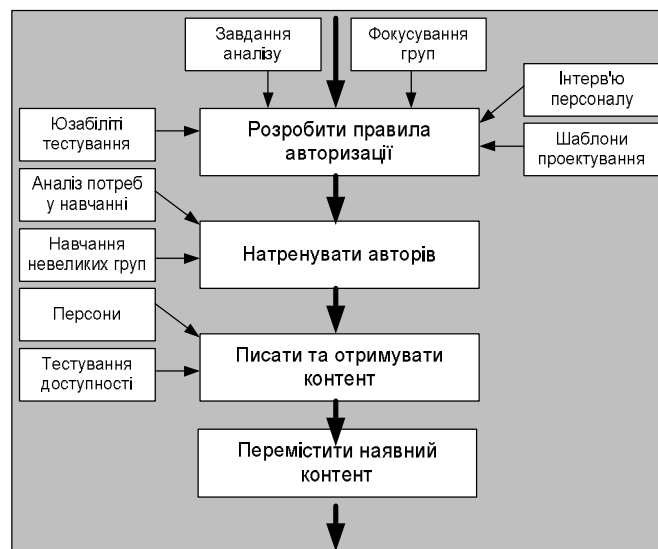 Завдання
аналізу
Фокусування
груп
Інтерв'ю
персоналу
Юзабіліті
тестування
Розробити правила
авторизації
Шаблони
проектування
Аналіз потреб
у навчанні
Натренувати авторів
Навчання
невеликих груп
Персони
Писати та отримувати
контент
Тестування
доступності
Перемістити наявний
контент